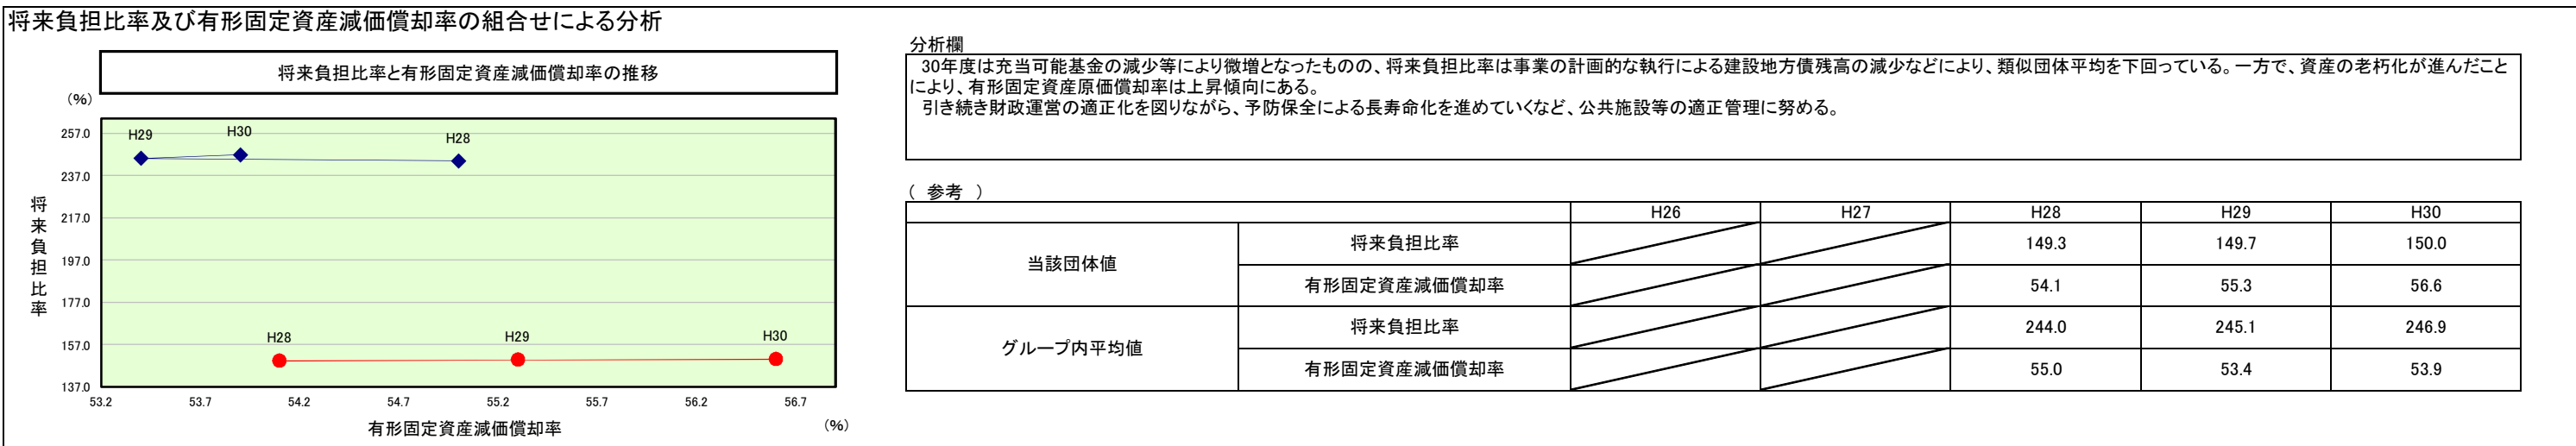 将来負担比率及び有形固定資産減価償却率の組合せによる分析
将来負担比率と有形固定資産減価償却率の推移
(%)
257.0
237.0
217.0
197.0
177.0
157.0
137.0
将来負担比率
H29
H30
H28
H28
H29
H30
53.2
53.7
54.2
54.7
55.2
55.7
56.2
56.7
有形固定資産減価償却率
(%)
分析欄
30年度は充当可能基金の減少等により微増となったものの、将来負担比率は事業の計画的な執行による建設地方債残高の減少などにより、類似団体平均を下回っている。一方で、資産の老朽化が進んだこと
により、有形固定資産原価償却率は上昇傾向にある。
引き続き財政運営の適正化を図りながら、予防保全による長寿命化を進めていくなど、公共施設等の適正管理に努める。
( 参考 )
H26 H27 H28 H29 H30
当該団体値
将来負担比率 149.3 149.7 150.0
有形固定資産減価償却率 54.1 55.3 56.6
グループ内平均値
将来負担比率 244.0 245.1 246.9
有形固定資産減価償却率 55.0 53.4 53.9